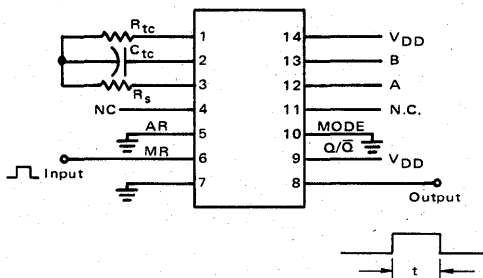 Rtc
Ctc
Rs
NC
AR
MR
Input
1
2
3
4
5
6
7
14
13
12
11
10
9
8
VDD
B
A
N.C.
MODE
Q/Q̅
VDD
Output
t